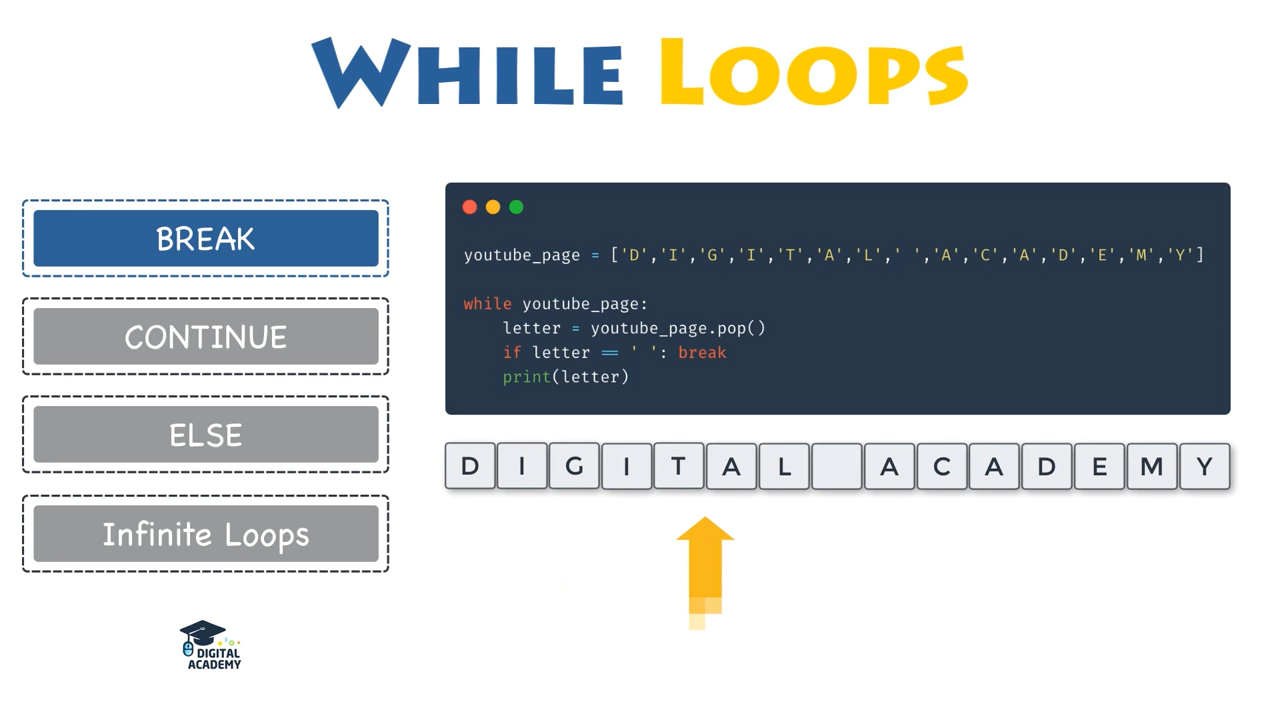 WHILE LOOPS
BREAK
CONTINUE
ELSE
Infinite Loops
youtube_page = ['D','I','G','I','T','A','L',' ','A','C','A','D','E','M','Y']
while youtube_page:
    letter = youtube_page.pop()
    if letter == ' ': break
    print(letter)
D I G I T A L   A C A D E M Y
DIGITAL
ACADEMY